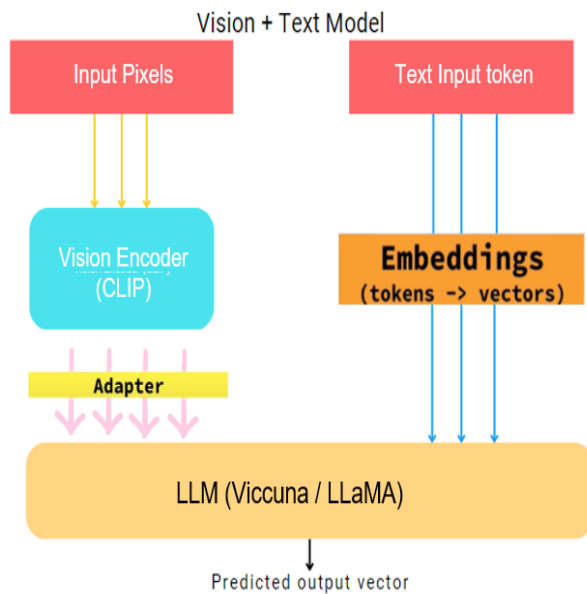 Vision + Text Model
Input Pixels
Text Input token
Vision Encoder
(CLIP)
Embeddings
(tokens -> vectors)
Adapter
LLM (Viccuna / LLaMA)
Predicted output vector